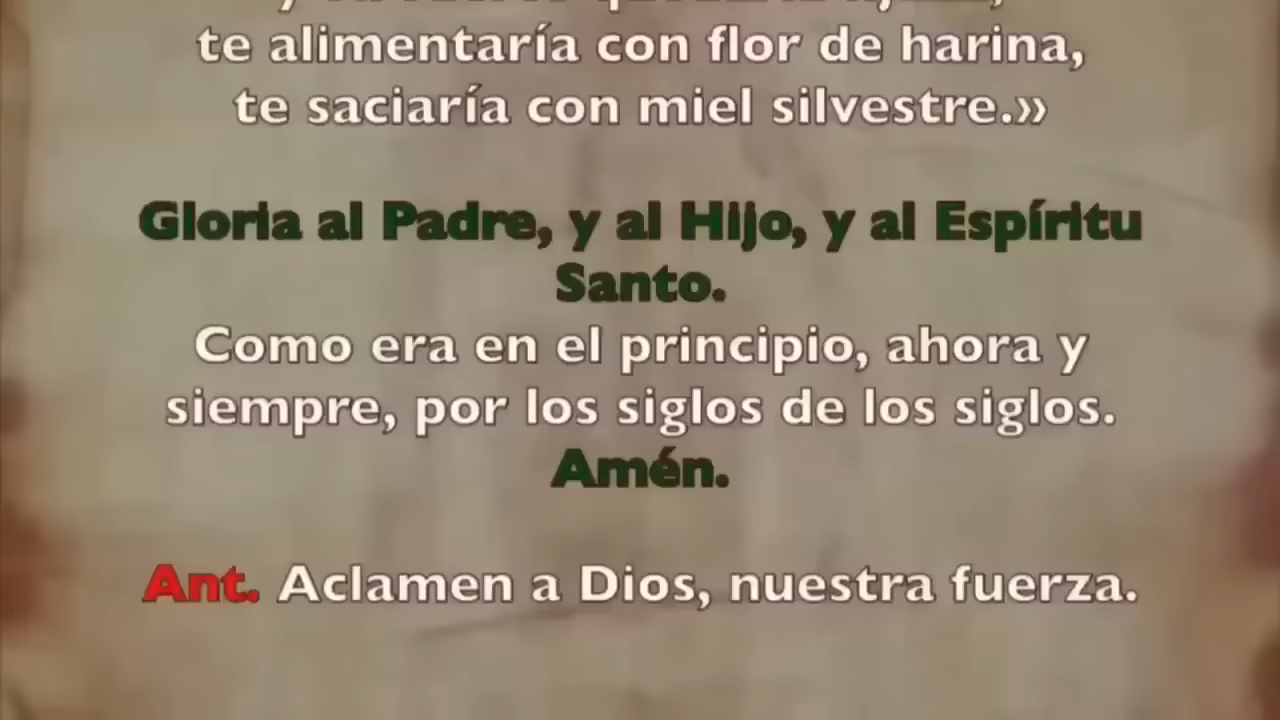 te alimentaría con flor de harina,
te saciaría con miel silvestre.»
Gloria al Padre, y al Hijo, y al Espíritu
Santo.
Como era en el principio, ahora y
siempre, por los siglos de los siglos.
Amén.
Ant. Aclamen a Dios, nuestra fuerza.